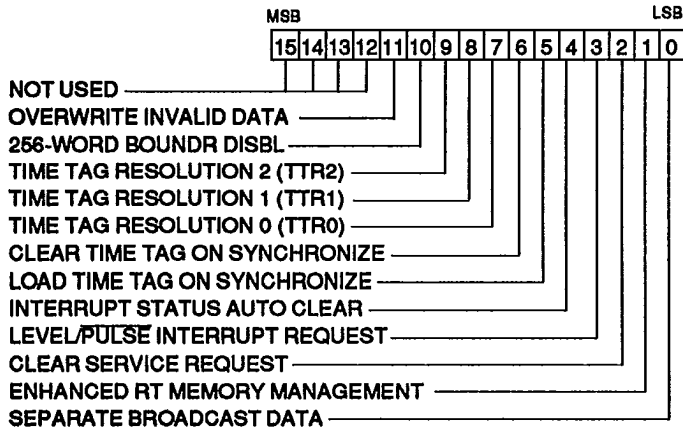 MSB LSB
15 14 13 12 11 10 9 8 7 6 5 4 3 2 1 0
NOT USED
OVERWRITE INVALID DATA
256-WORD BOUNDR DISBL
TIME TAG RESOLUTION 2 (TTR2)
TIME TAG RESOLUTION 1 (TTR1)
TIME TAG RESOLUTION 0 (TTR0)
CLEAR TIME TAG ON SYNCHRONIZE
LOAD TIME TAG ON SYNCHRONIZE
INTERRUPT STATUS AUTO CLEAR
LEVEL/P̅U̅L̅S̅E̅ INTERRUPT REQUEST
CLEAR SERVICE REQUEST
ENHANCED RT MEMORY MANAGEMENT
SEPARATE BROADCAST DATA